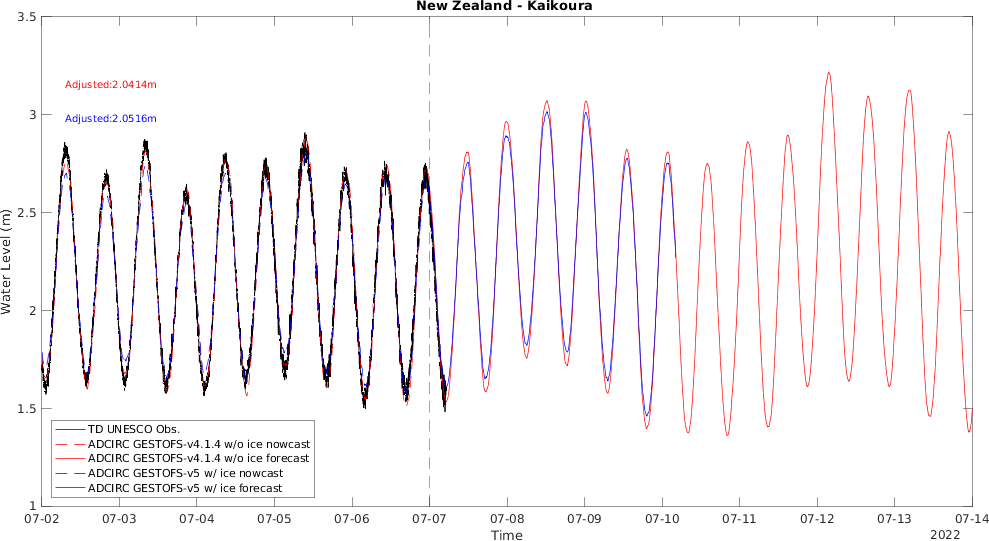 New Zealand - Kaikoura
3.5
3
2.5
2
1.5
1
Water Level (m)
Adjusted:2.0414m
Adjusted:2.0516m
TD UNESCO Obs.
ADCIRC GESTOFS-v4.1.4 w/o ice nowcast
ADCIRC GESTOFS-v4.1.4 w/o ice forecast
ADCIRC GESTOFS-v5 w/ ice nowcast
ADCIRC GESTOFS-v5 w/ ice forecast
07-02 07-03 07-04 07-05 07-06 07-07 07-08 07-09 07-10 07-11 07-12 07-13 07-14
Time
2022